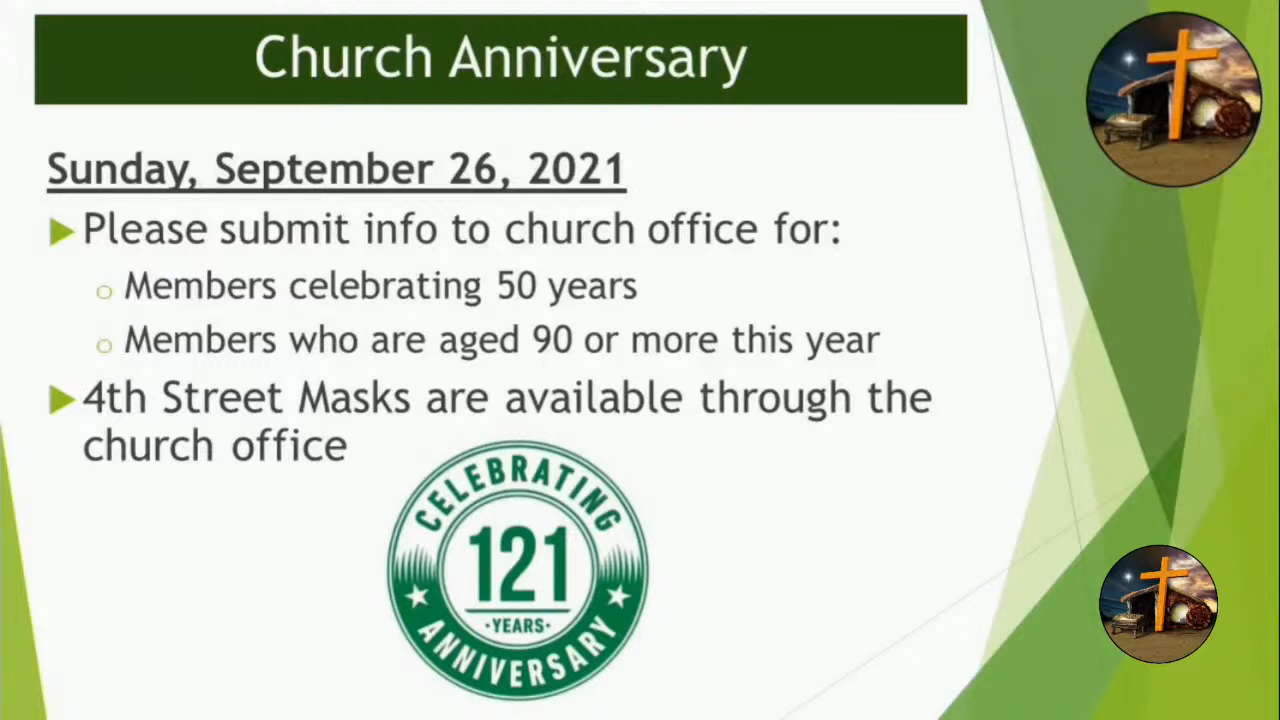 Church Anniversary
Sunday, September 26, 2021
Please submit info to church office for:
Members celebrating 50 years
Members who are aged 90 or more this year
4th Street Masks are available through the
church office
CELEBRATING
121
·YEARS·
ANNIVERSARY